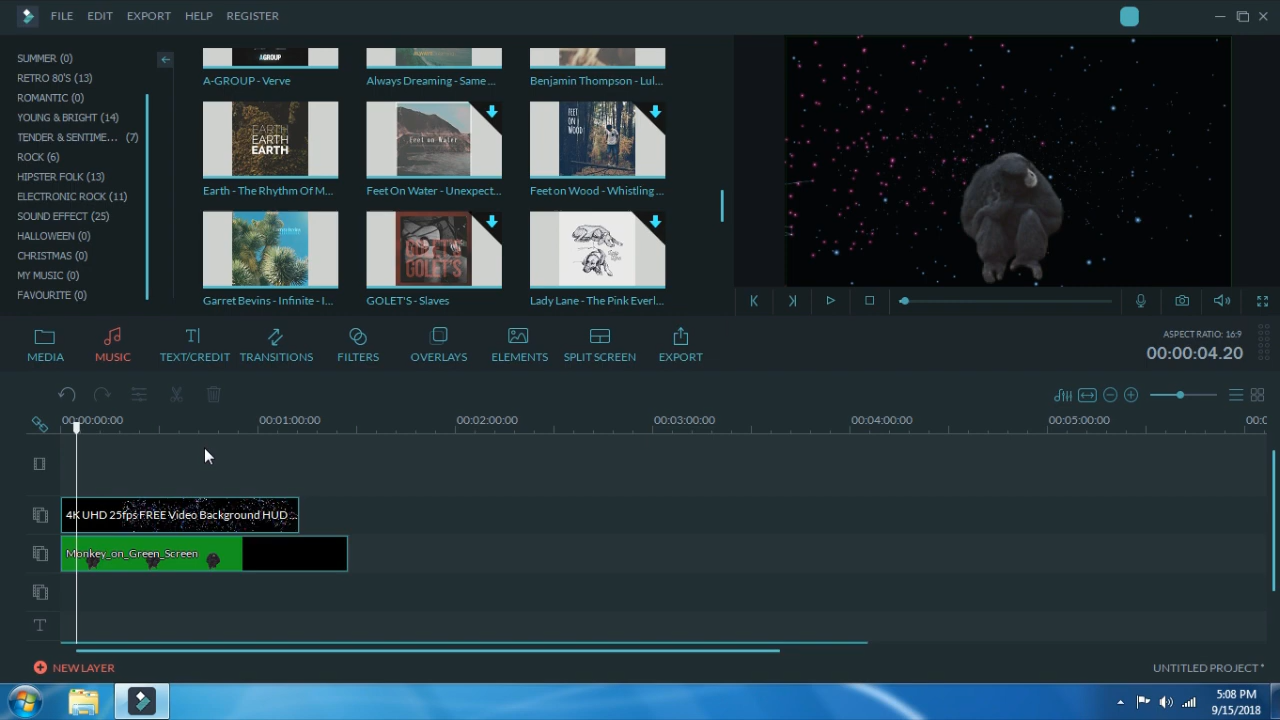 FILE EDIT EXPORT HELP REGISTER
SUMMER (0)
RETRO 80'S (13)
ROMANTIC (0)
YOUNG & BRIGHT (14)
TENDER & SENTIME... (7)
ROCK (6)
HIPSTER FOLK (13)
ELECTRONIC ROCK (11)
SOUND EFFECT (25)
HALLOWEEN (0)
CHRISTMAS (0)
MY MUSIC (0)
FAVOURITE (0)
AGROUP
A-GROUP - Verve
Always Dreaming - Same ...
Benjamin Thompson - Lul...
EARTH
EARTH
EARTH
Feet on Water
FEET
ON
WOOD
Earth - The Rhythm Of M...
Feet On Water - Unexpect...
Feet on Wood - Whistling ...
GOLET'S
GOLET'S
Garret Bevins - Infinite - I...
GOLET'S - Slaves
Lady Lane - The Pink Everl...
MEDIA
MUSIC
TEXT/CREDIT
TRANSITIONS
FILTERS
OVERLAYS
ELEMENTS
SPLIT SCREEN
EXPORT
ASPECT RATIO: 16:9
00:00:04.20
00:00:00:00 00:01:00:00 00:02:00:00 00:03:00:00 00:04:00:00 00:05:00:00
4K UHD 25fps FREE Video Background HUD ...
Monkey_on_Green_Screen
T
NEW LAYER
UNTITLED PROJECT *
5:08 PM
9/15/2018